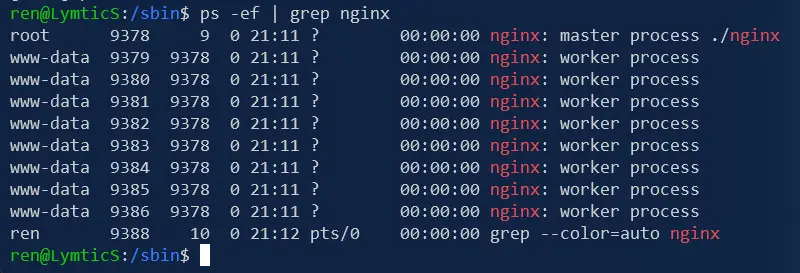 ren@LymticS:/sbin$ ps -ef | grep nginx
root      9378     9  0 21:11 ?        00:00:00 nginx: master process ./nginx
www-data  9379  9378  0 21:11 ?        00:00:00 nginx: worker process
www-data  9380  9378  0 21:11 ?        00:00:00 nginx: worker process
www-data  9381  9378  0 21:11 ?        00:00:00 nginx: worker process
www-data  9382  9378  0 21:11 ?        00:00:00 nginx: worker process
www-data  9383  9378  0 21:11 ?        00:00:00 nginx: worker process
www-data  9384  9378  0 21:11 ?        00:00:00 nginx: worker process
www-data  9385  9378  0 21:11 ?        00:00:00 nginx: worker process
www-data  9386  9378  0 21:11 ?        00:00:00 nginx: worker process
ren       9388    10  0 21:12 pts/0    00:00:00 grep --color=auto nginx
ren@LymticS:/sbin$